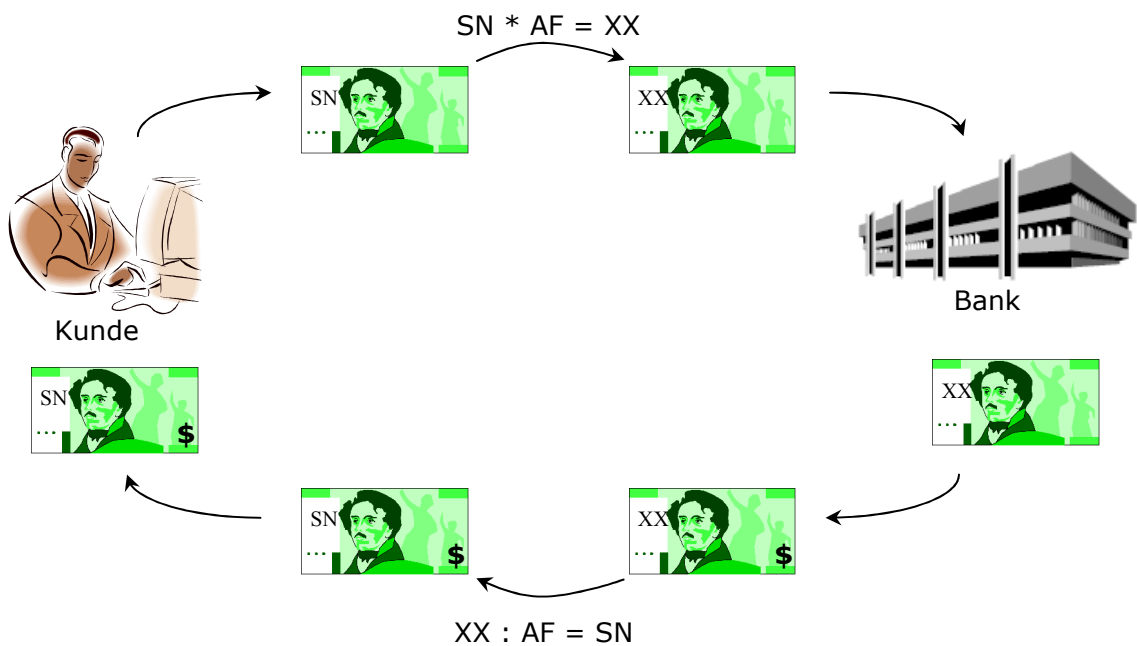 SN * AF = XX
SN
...
XX
...
Kunde
Bank
SN
...
$
XX
...
SN
...
$
XX
...
$
XX : AF = SN